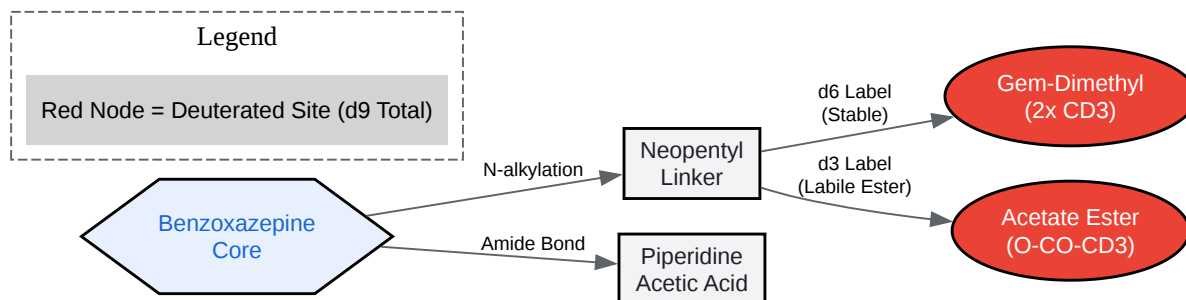 Legend
Red Node = Deuterated Site (d9 Total)
Benzoxazepine
Core
N-alkylation
Amide Bond
Neopentyl
Linker
Piperidine
Acetic Acid
d6 Label
(Stable)
d3 Label
(Labile Ester)
Gem-Dimethyl
(2x CD3)
Acetate Ester
(O-CO-CD3)